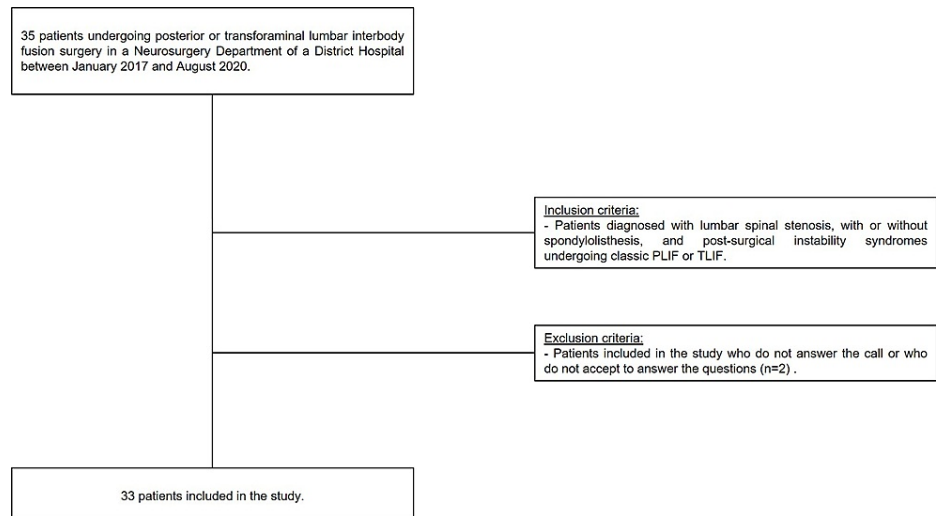 35 patients undergoing posterior or transforaminal lumbar interbody
fusion surgery in a Neurosurgery Department of a District Hospital
between January 2017 and August 2020.
Inclusion criteria:
- Patients diagnosed with lumbar spinal stenosis, with or without
spondylolisthesis, and post-surgical instability syndromes
undergoing classic PLIF or TLIF.
Exclusion criteria:
- Patients included in the study who do not answer the call or who
do not accept to answer the questions (n=2) .
33 patients included in the study.